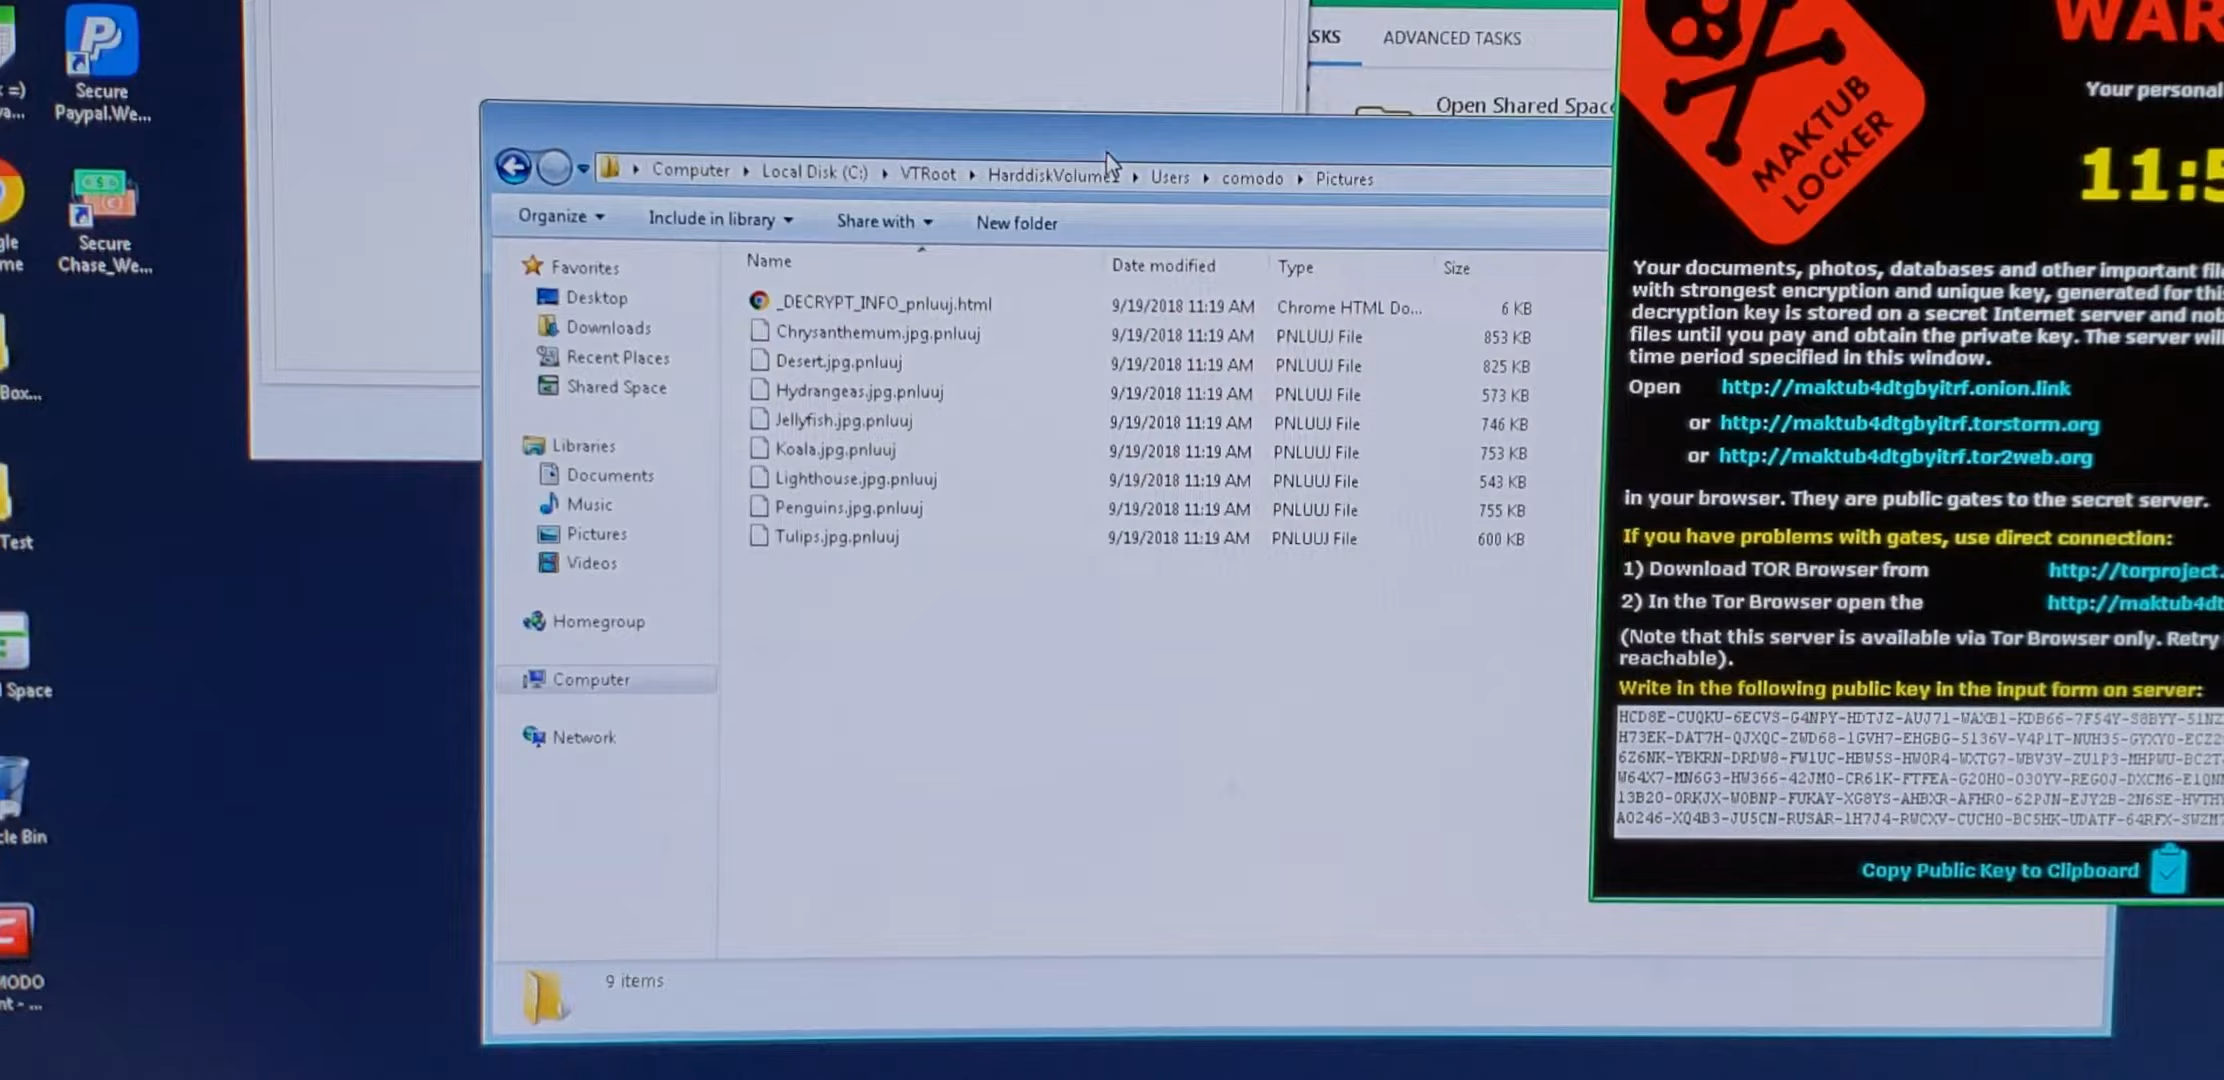 Secure
Paypal.We...
Secure
Chase_We...
Box...
Test
Space
ADVANCED TASKS
Open Shared Space
Computer
Local Disk (C:)
VTRoot
Users
comodo
Pictures
Organize
Include in library
Share with
New folder
Favorites
Desktop
Downloads
Recent Places
Shared Space
Libraries
Documents
Music
Pictures
Videos
Homegroup
Computer
Network
Name Date modified Type Size
_DECRYPT_INFO_pnluuj.html 9/19/2018 11:19 AM Chrome HTML Do... 6 KB
Chrysanthemum.jpg.pnluuj 9/19/2018 11:19 AM PNLUUJ File 853 KB
Desert.jpg.pnluuj 9/19/2018 11:19 AM PNLUUJ File 825 KB
Hydrangeas.jpg.pnluuj 9/19/2018 11:19 AM PNLUUJ File 573 KB
Jellyfish.jpg.pnluuj 9/19/2018 11:19 AM PNLUUJ File 746 KB
Koala.jpg.pnluuj 9/19/2018 11:19 AM PNLUUJ File 753 KB
Lighthouse.jpg.pnluuj 9/19/2018 11:19 AM PNLUUJ File 543 KB
Penguins.jpg.pnluuj 9/19/2018 11:19 AM PNLUUJ File 755 KB
Tulips.jpg.pnluuj 9/19/2018 11:19 AM PNLUUJ File 600 KB
9 items
MAKTUB
LOCKER
WAR
Your personal
11:5
Your documents, photos, databases and other important fil
with strongest encryption and unique key, generated for this
decryption key is stored on a secret Internet server and nob
files until you pay and obtain the private key. The server will
time period specified in this window.
Open http://maktub4dtgbyitrf.onion.link
or http://maktub4dtgbyitrf.torstorm.org
or http://maktub4dtgbyitrf.tor2web.org
in your browser. They are public gates to the secret server.
If you have problems with gates, use direct connection:
1) Download TOR Browser from http://torproject.
2) In the Tor Browser open the http://maktub4dt
(Note that this server is available via Tor Browser only. Retry
reachable).
Write in the following public key in the input form on server:
Copy Public Key to Clipboard